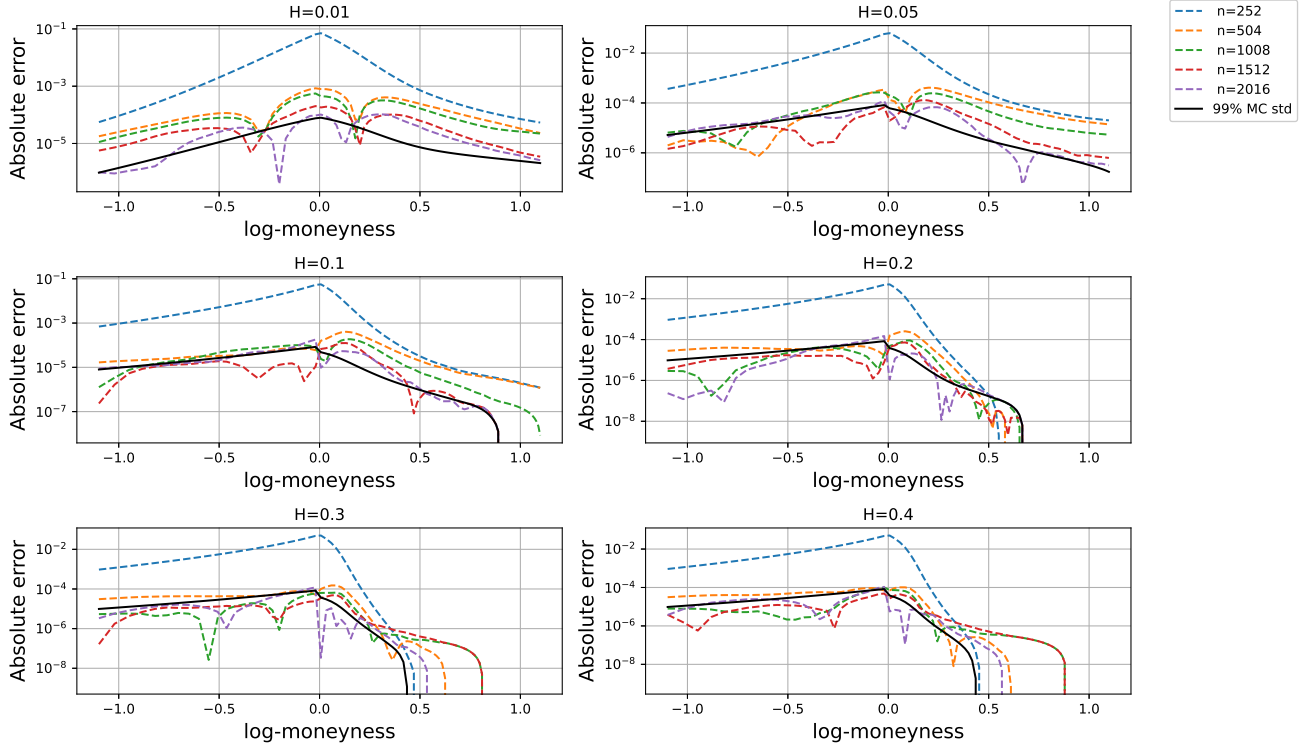 H=0.01
10⁻¹
10⁻³
10⁻⁵
Absolute error
−1.0 −0.5 0.0 0.5 1.0
log-moneyness
H=0.05
10⁻²
10⁻⁴
10⁻⁶
Absolute error
−1.0 −0.5 0.0 0.5 1.0
log-moneyness
n=252
n=504
n=1008
n=1512
n=2016
99% MC std
H=0.1
10⁻¹
10⁻³
10⁻⁵
10⁻⁷
Absolute error
−1.0 −0.5 0.0 0.5 1.0
log-moneyness
H=0.2
10⁻²
10⁻⁴
10⁻⁶
10⁻⁸
Absolute error
−1.0 −0.5 0.0 0.5 1.0
log-moneyness
H=0.3
10⁻²
10⁻⁴
10⁻⁶
10⁻�8
Absolute error
−1.0 −0.5 0.0 0.5 1.0
log-moneyness
H=0.4
10⁻²
10⁻⁴
10⁻⁶
10⁻⁸
Absolute error
−1.0 −0.5 0.0 0.5 1.0
log-moneyness